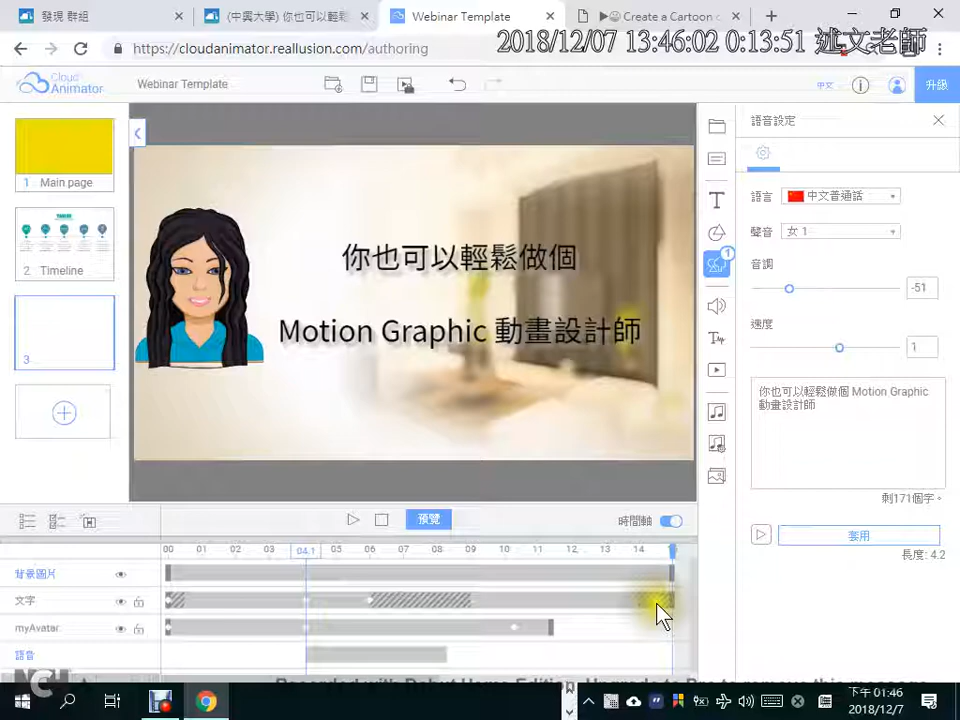 發現 群組
(中興大學) 你也可以輕鬆
Webinar Template
Create a Cartoon
https://cloudanimator.reallusion.com/authoring
2018/12/07 13:46:02 0:13:51 述文老師
Cloud Animator
Webinar Template
中文
升級
1 Main page
2 Timeline
3
你也可以輕鬆做個
Motion Graphic 動畫設計師
1
語音設定
語言 中文普通話
聲音 女 1
音調
-51
速度
1
你也可以輕鬆做個 Motion Graphic
動畫設計師
剩171個字。
套用
長度: 4.2
預覽
時間軸
00 01 02 03 04.1 05 06 07 08 09 10 11 12 13 14
背景圖片
文字
myAvatar
語音
NCH
下午 01:46
2018/12/7